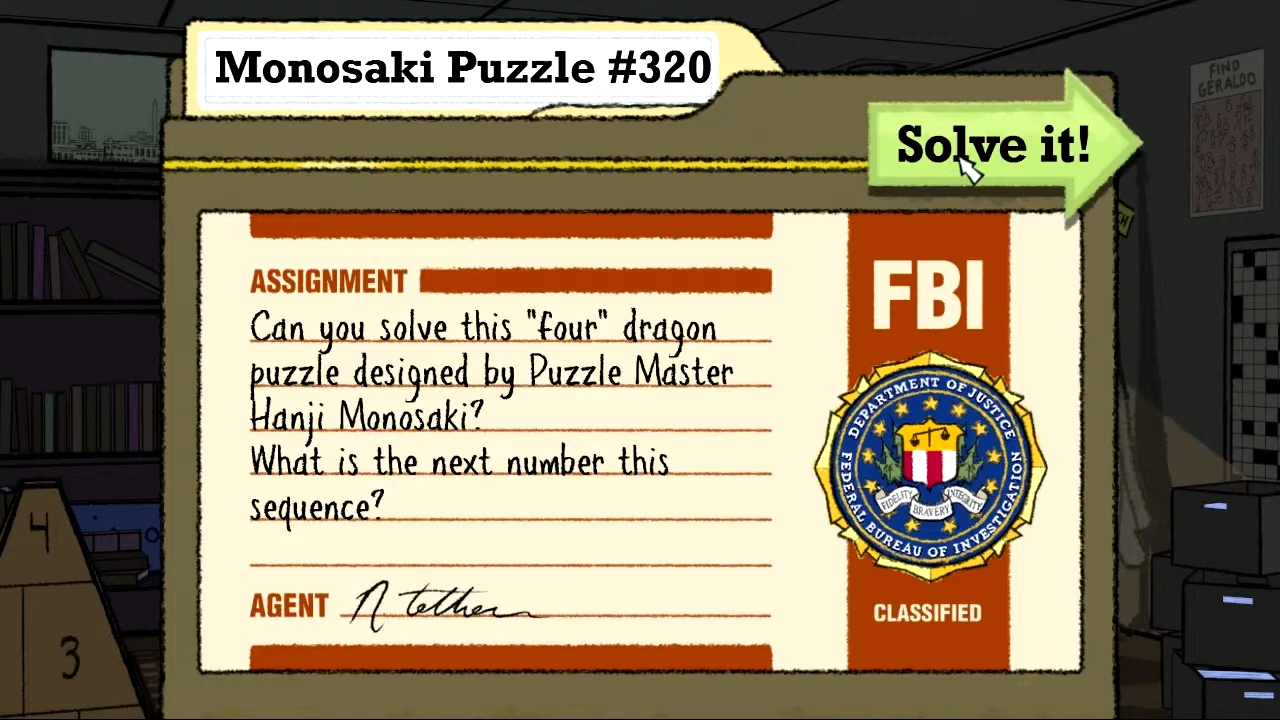 Monosaki Puzzle #320
FIND
GERALDO
Solve it!
ASSIGNMENT
Can you solve this "four" dragon
puzzle designed by Puzzle Master
Hanji Monosaki?
What is the next number this
sequence?
AGENT N tethers
FBI
DEPARTMENT OF JUSTICE
FIDELITY BRAVERY INTEGRITY
FEDERAL BUREAU OF INVESTIGATION
CLASSIFIED
4
3